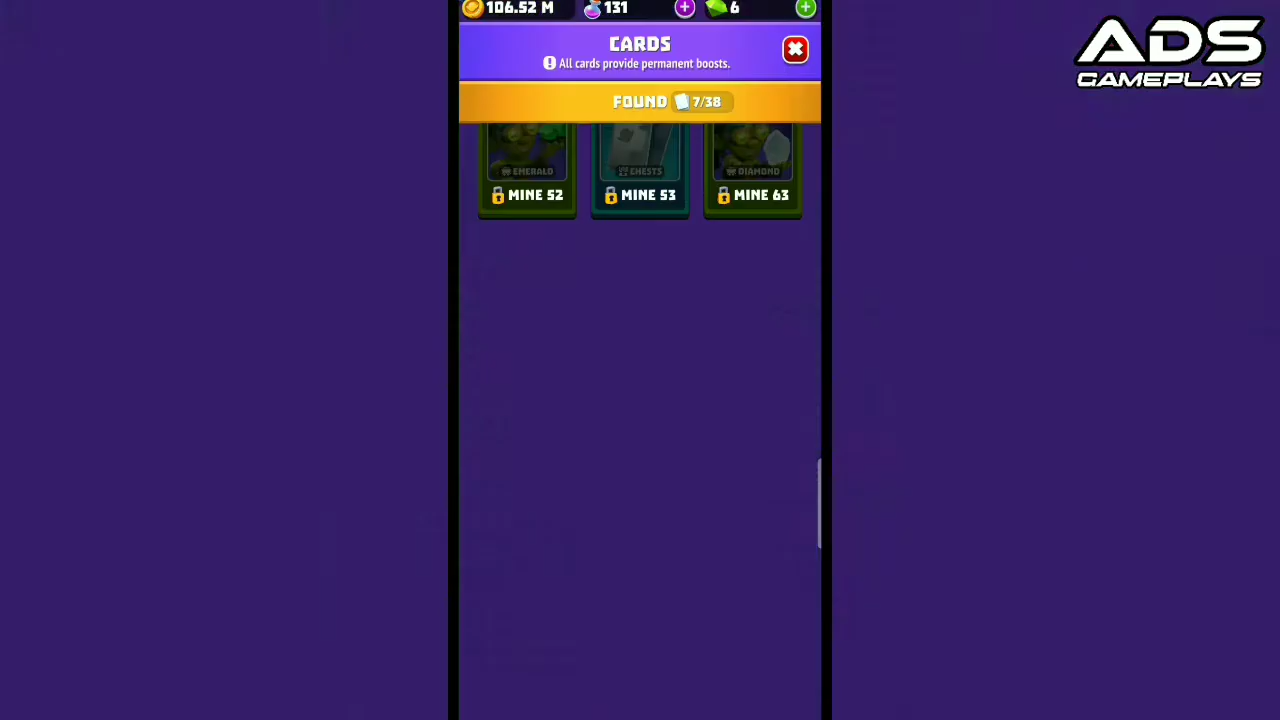 106.52 M 131 6
CARDS
All cards provide permanent boosts.
FOUND 7/38
EMERALD CHESTS DIAMOND
MINE 52 MINE 53 MINE 63
ADS
GAMEPLAYS